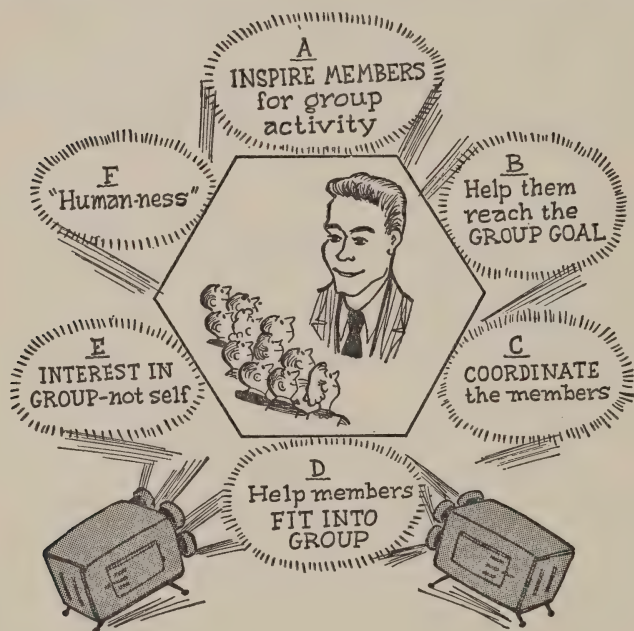 A
INSPIRE MEMBERS
for group
activity
B
Help them
reach the
GROUP GOAL
C
COORDINATE
the members
D
Help members
FIT INTO
GROUP
E
INTEREST IN
GROUP-not self
F
"Human-ness"